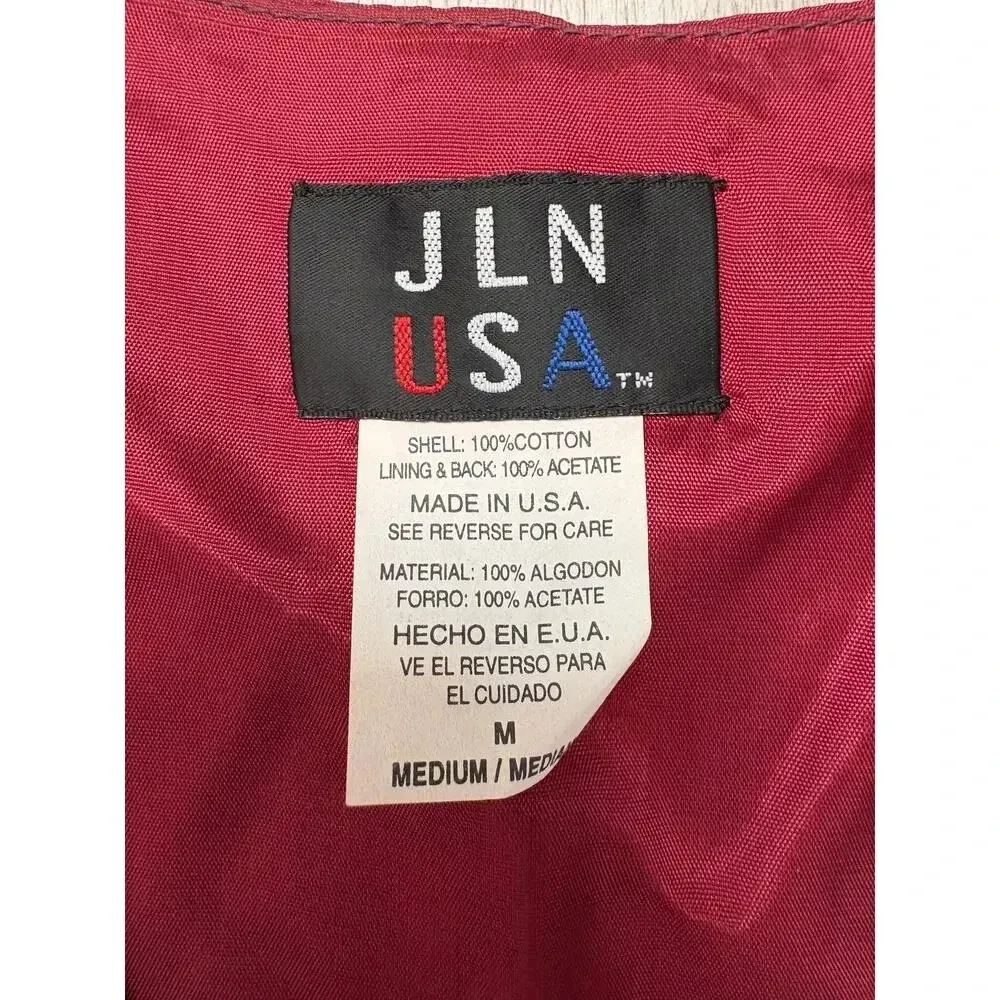 JLN
USA™
SHELL: 100%COTTON
LINING & BACK: 100% ACETATE
MADE IN U.S.A.
SEE REVERSE FOR CARE
MATERIAL: 100% ALGODON
FORRO: 100% ACETATE
HECHO EN E.U.A.
VE EL REVERSO PARA
EL CUIDADO
M
MEDIUM /